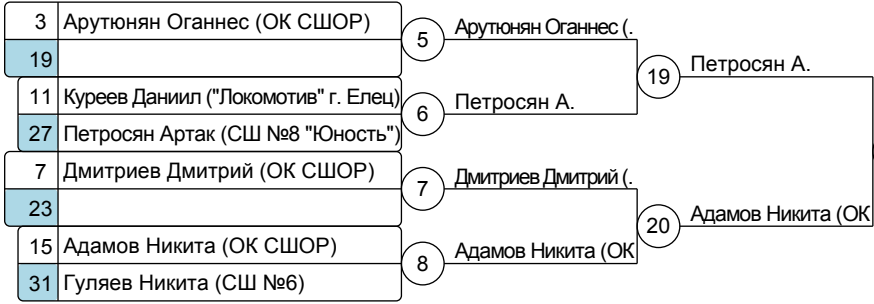 3 Арутюнян Оганнес (ОК СШОР)
19
5 Арутюнян Оганнес (.
11 Куреев Даниил ("Локомотив" г. Елец)
27 Петросян Артак (СШ №8 "Юность")
6 Петросян А.
19 Петросян А.
7 Дмитриев Дмитрий (ОК СШОР)
23
7 Дмитриев Дмитрий (.
15 Адамов Никита (ОК СШОР)
31 Гуляев Никита (СШ №6)
8 Адамов Никита (ОК
20 Адамов Никита (ОК